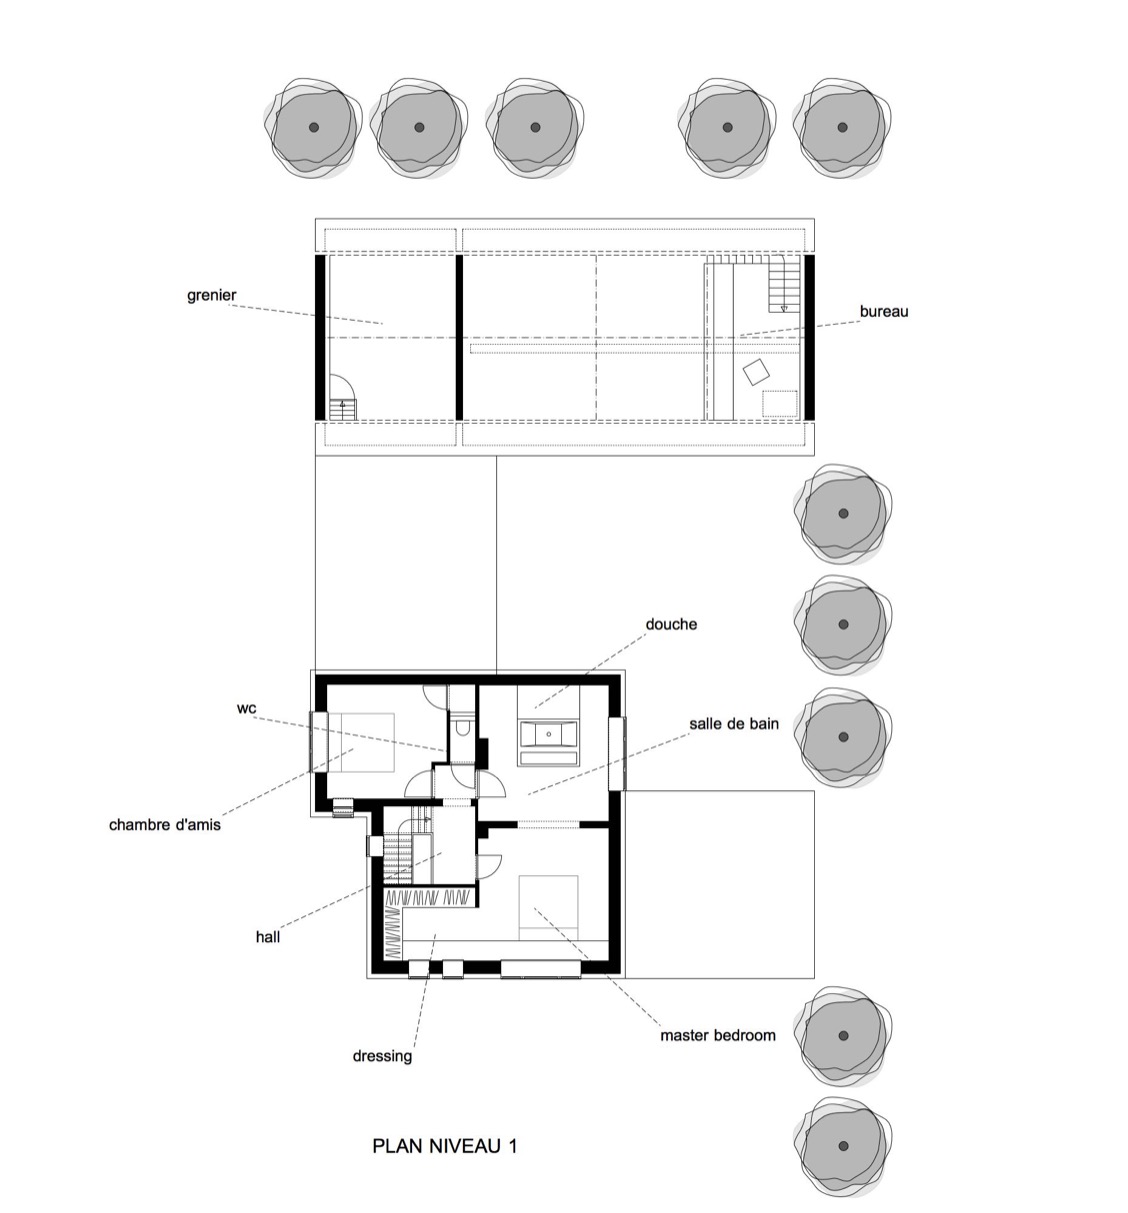 grenier
bureau
douche
wc
salle de bain
chambre d'amis
hall
master bedroom
dressing
PLAN NIVEAU 1